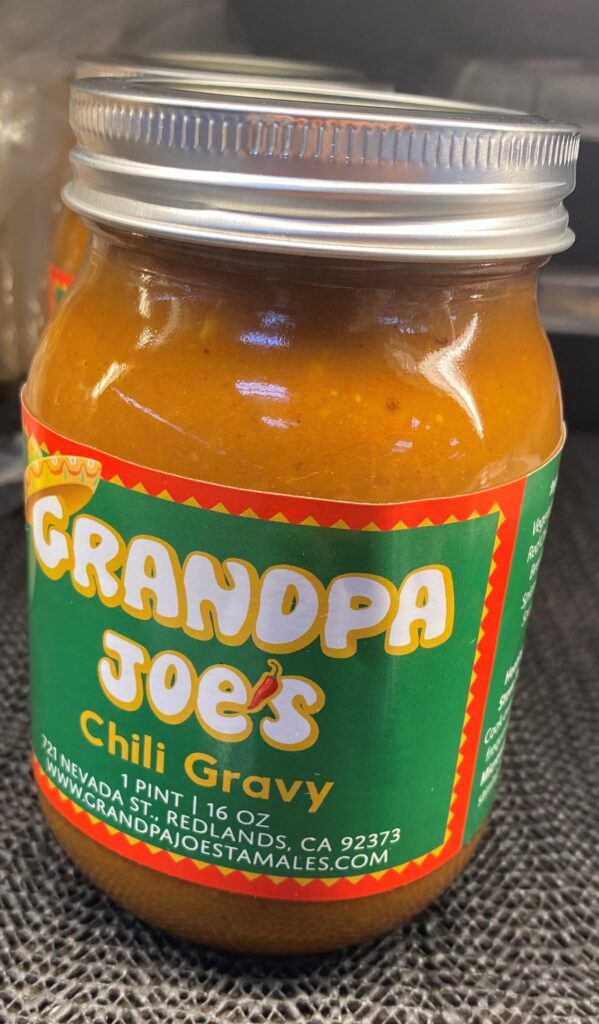 GRANDPA
JOE'S
Chili Gravy
1 PINT | 16 OZ
721 NEVADA ST., REDLANDS, CA 92373
WWW.GRANDPAJOESTAMALES.COM